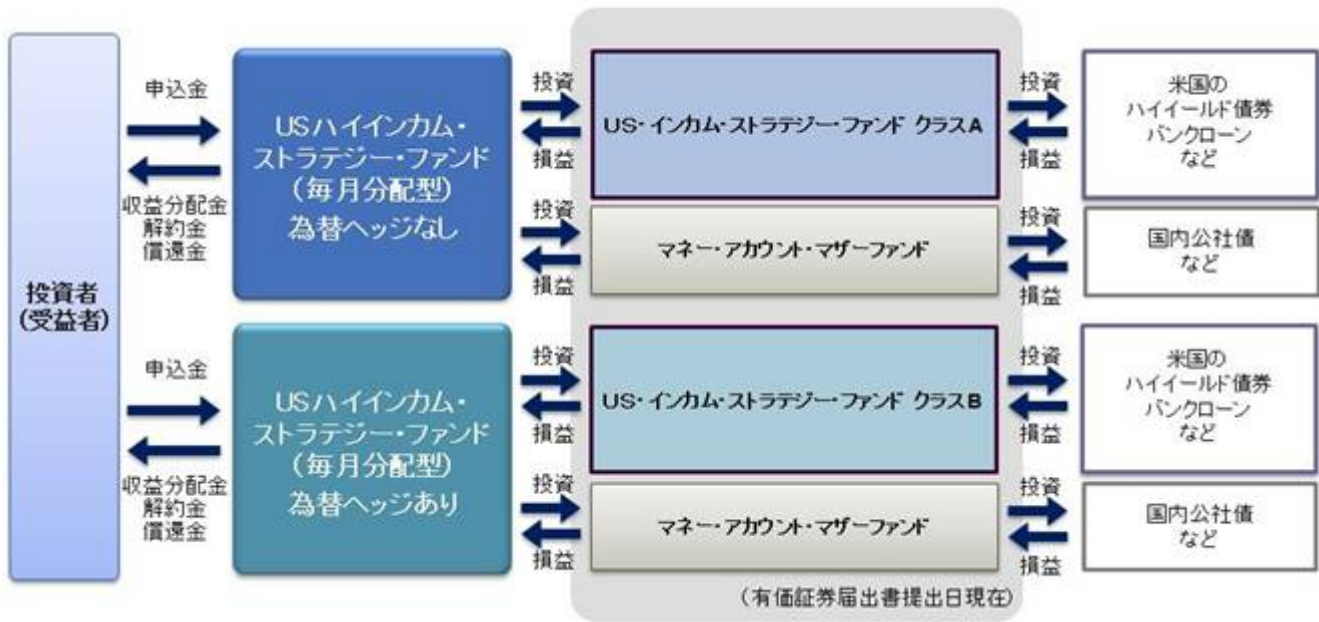 投資者
(受益者)
申込金
収益分配金
解約金
償還金
USハイインカム・
ストラテジー・ファンド
(毎月分配型)
為替ヘッジなし
投資
損益
US・インカム・ストラテジー・ファンド クラスA
投資
損益
米国の
ハイイールド債券
バンクローン
など
投資
損益
マネー・アカウント・マザーファンド
投資
損益
国内公社債
など
申込金
収益分配金
解約金
償還金
USハイインカム・
ストラテジー・ファンド
(毎月分配型)
為替ヘッジあり
投資
損益
US・インカム・ストラテジー・ファンド クラスB
投資
損益
米国の
ハイイールド債券
バンクローン
など
投資
損益
マネー・アカウント・マザーファンド
投資
損益
国内公社債
など
(有価証券届出書提出日現在)